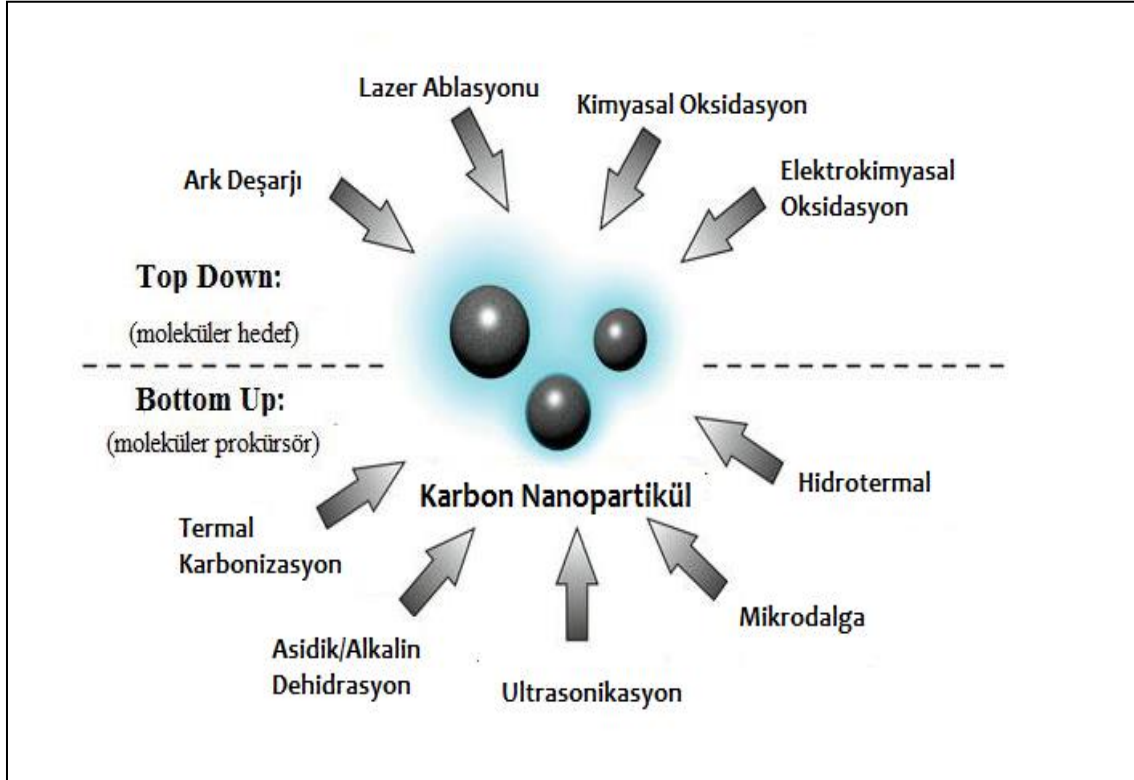 Lazer Ablasyonu
Kimyasal Oksidasyon
Ark Deşarjı
Elektrokimyasal
Oksidasyon
Top Down:
(moleküler hedef)
Bottom Up:
(moleküler prokürsör)
Karbon Nanopartikül
Hidrotermal
Termal
Karbonizasyon
Mikrodalga
Asidik/Alkalin
Dehidrasyon
Ultrasonikasyon